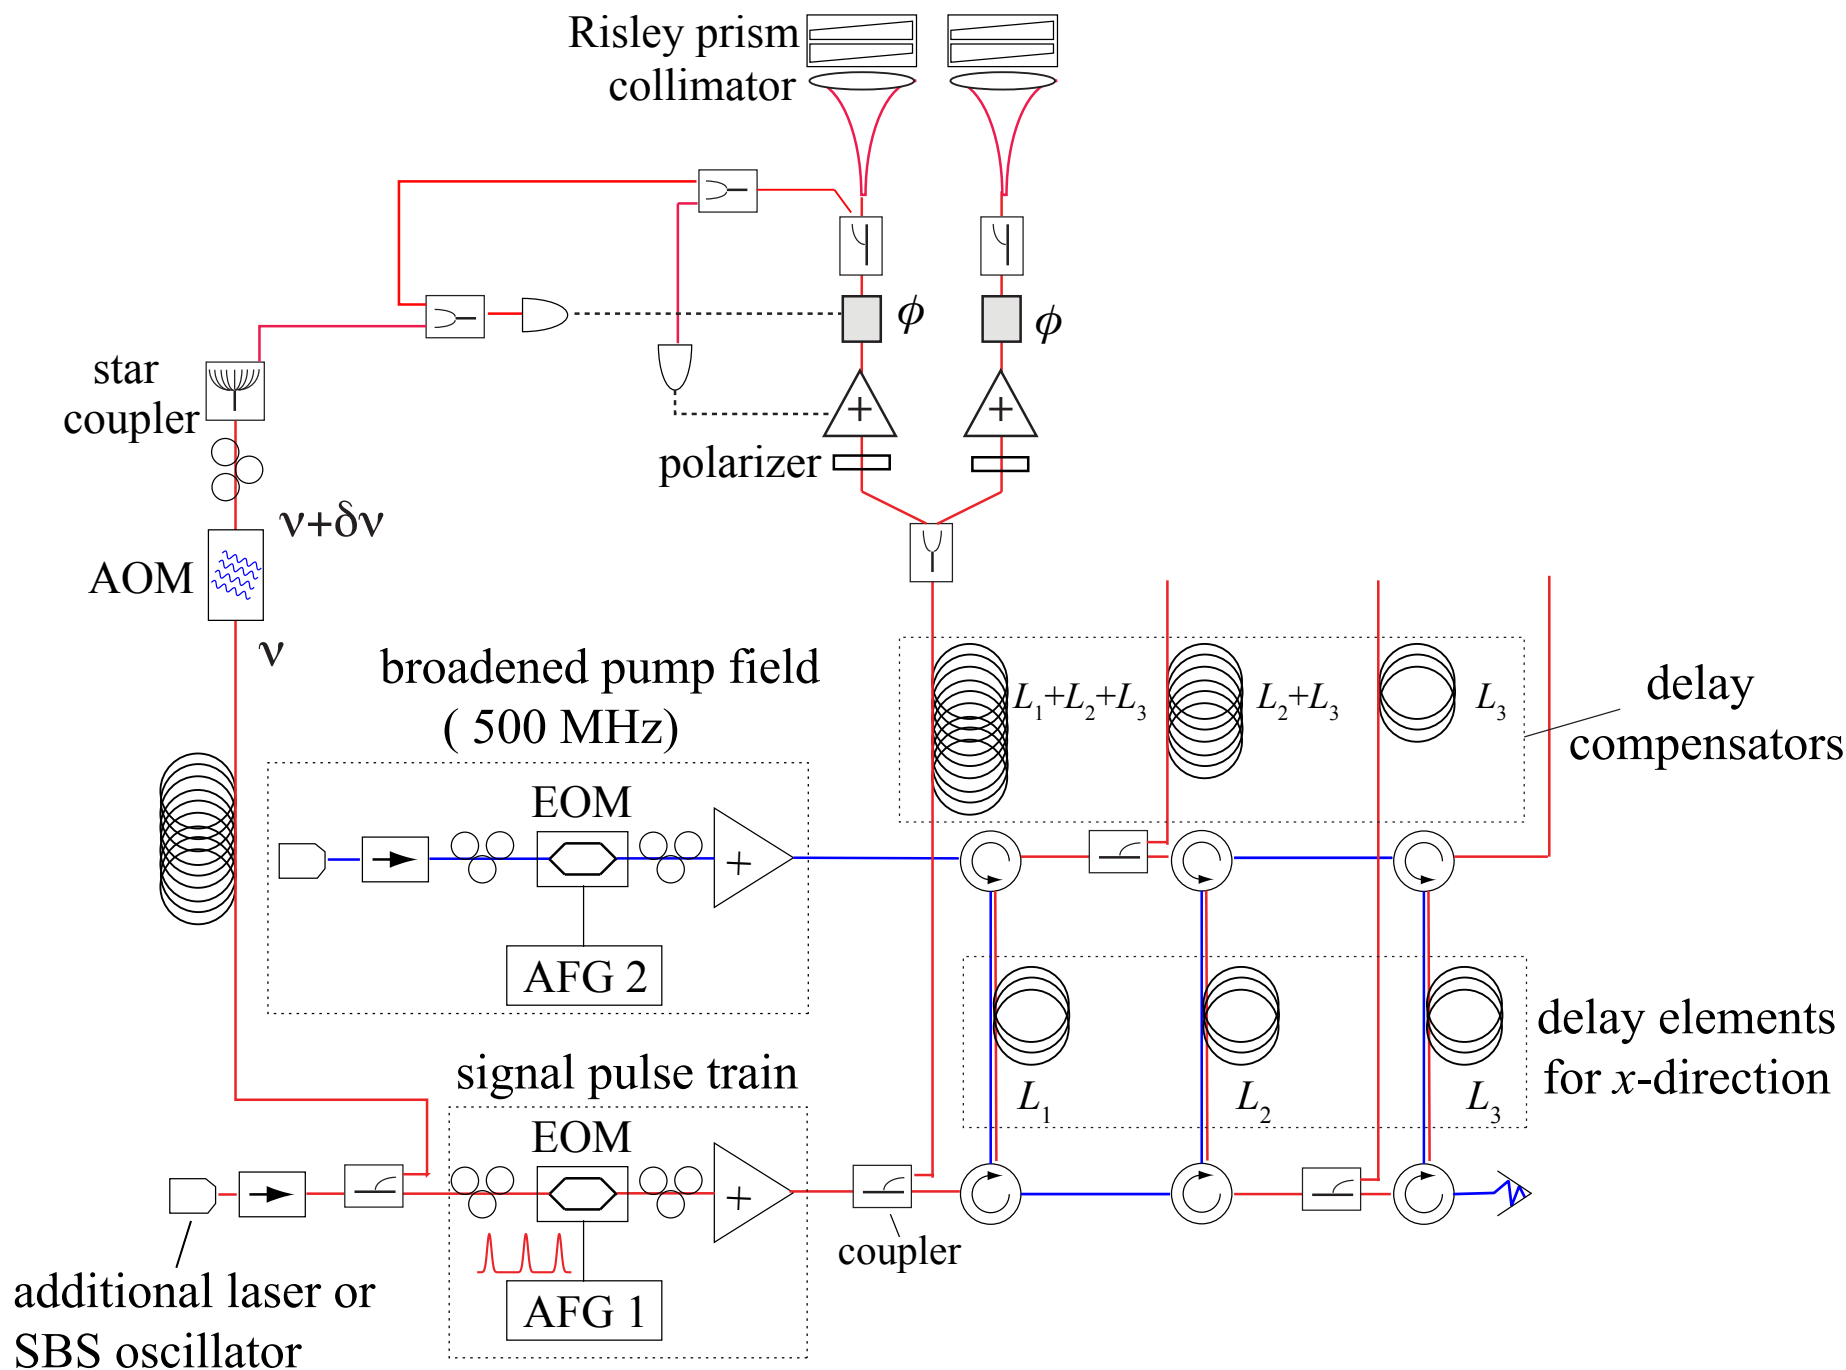 Risley prism
collimator
ϕ
ϕ
star
coupler
polarizer
ν+δν
AOM
ν
broadened pump field
( 500 MHz)
L1+L2+L3
L2+L3
L3
delay
compensators
EOM
AFG 2
delay elements
for x-direction
L1
L2
L3
signal pulse train
EOM
coupler
AFG 1
additional laser or
SBS oscillator